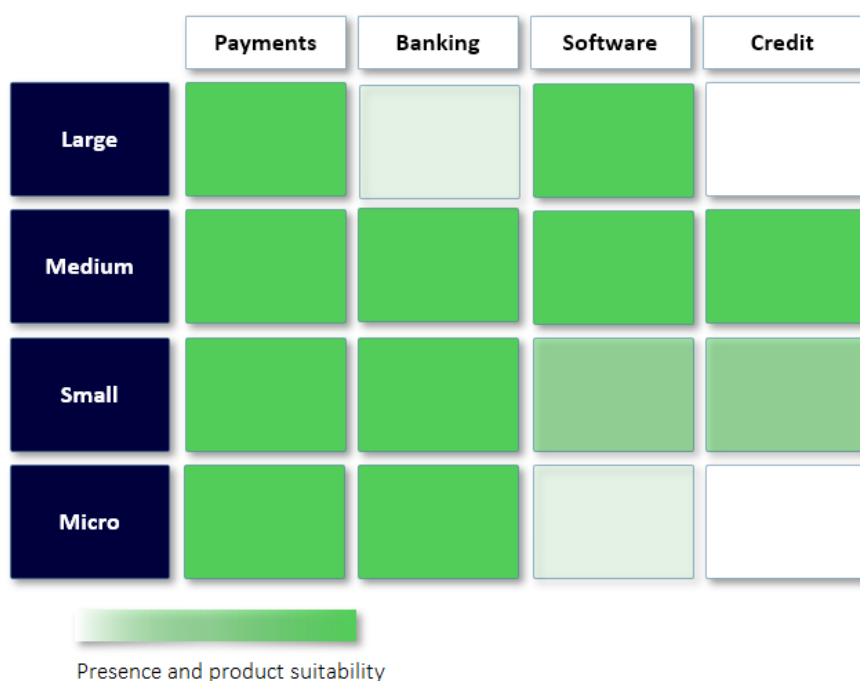 Payments Banking Software Credit
Large
Medium
Small
Micro
Presence and product suitability